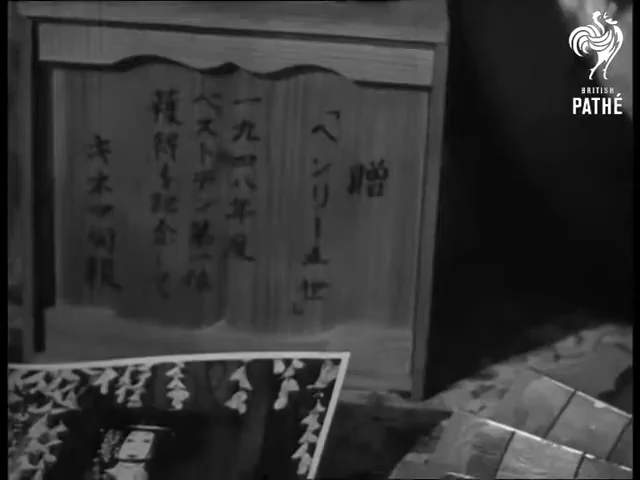 贈
「ヘンリー五世」
一九四八年度
ベストテン第一位
獲得を記念して
キネマ旬報
BRITISH
PATHÉ